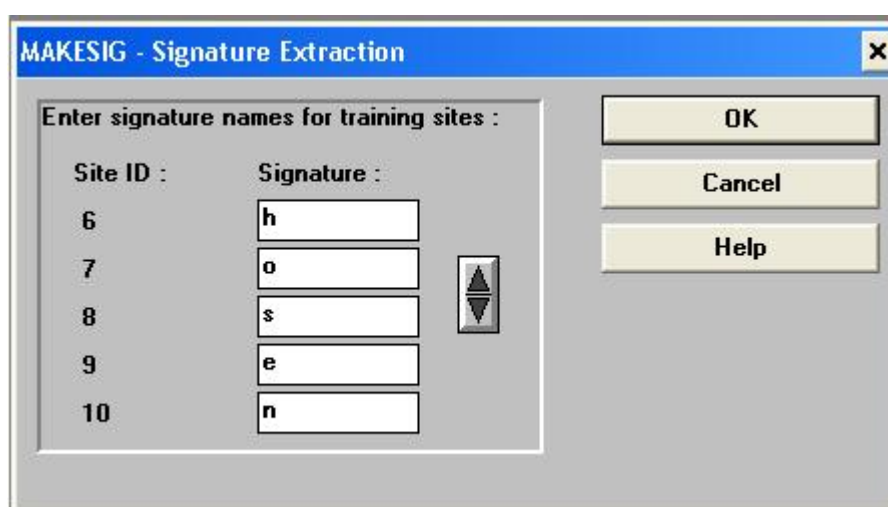 MAKESIG - Signature Extraction
Enter signature names for training sites :
Site ID : Signature :
6 h
7 o
8 s
9 e
10 n
OK
Cancel
Help